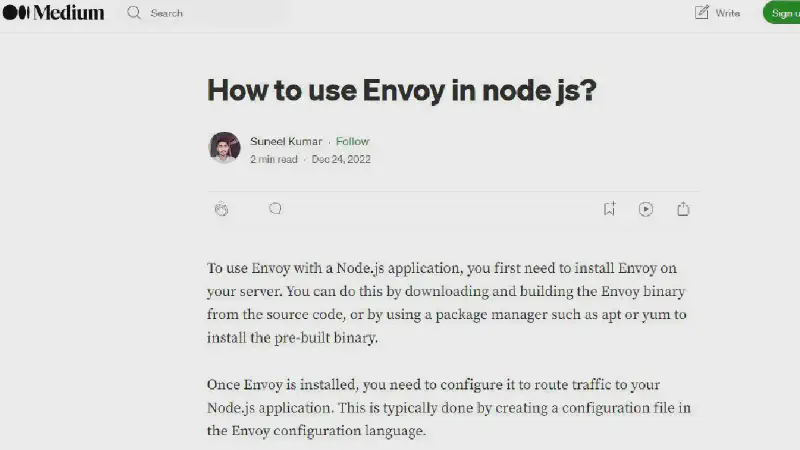 Medium
Search
Write
Sign u
How to use Envoy in node js?
Suneel Kumar · Follow
2 min read · Dec 24, 2022
To use Envoy with a Node.js application, you first need to install Envoy on
your server. You can do this by downloading and building the Envoy binary
from the source code, or by using a package manager such as apt or yum to
install the pre-built binary.
Once Envoy is installed, you need to configure it to route traffic to your
Node.js application. This is typically done by creating a configuration file in
the Envoy configuration language.